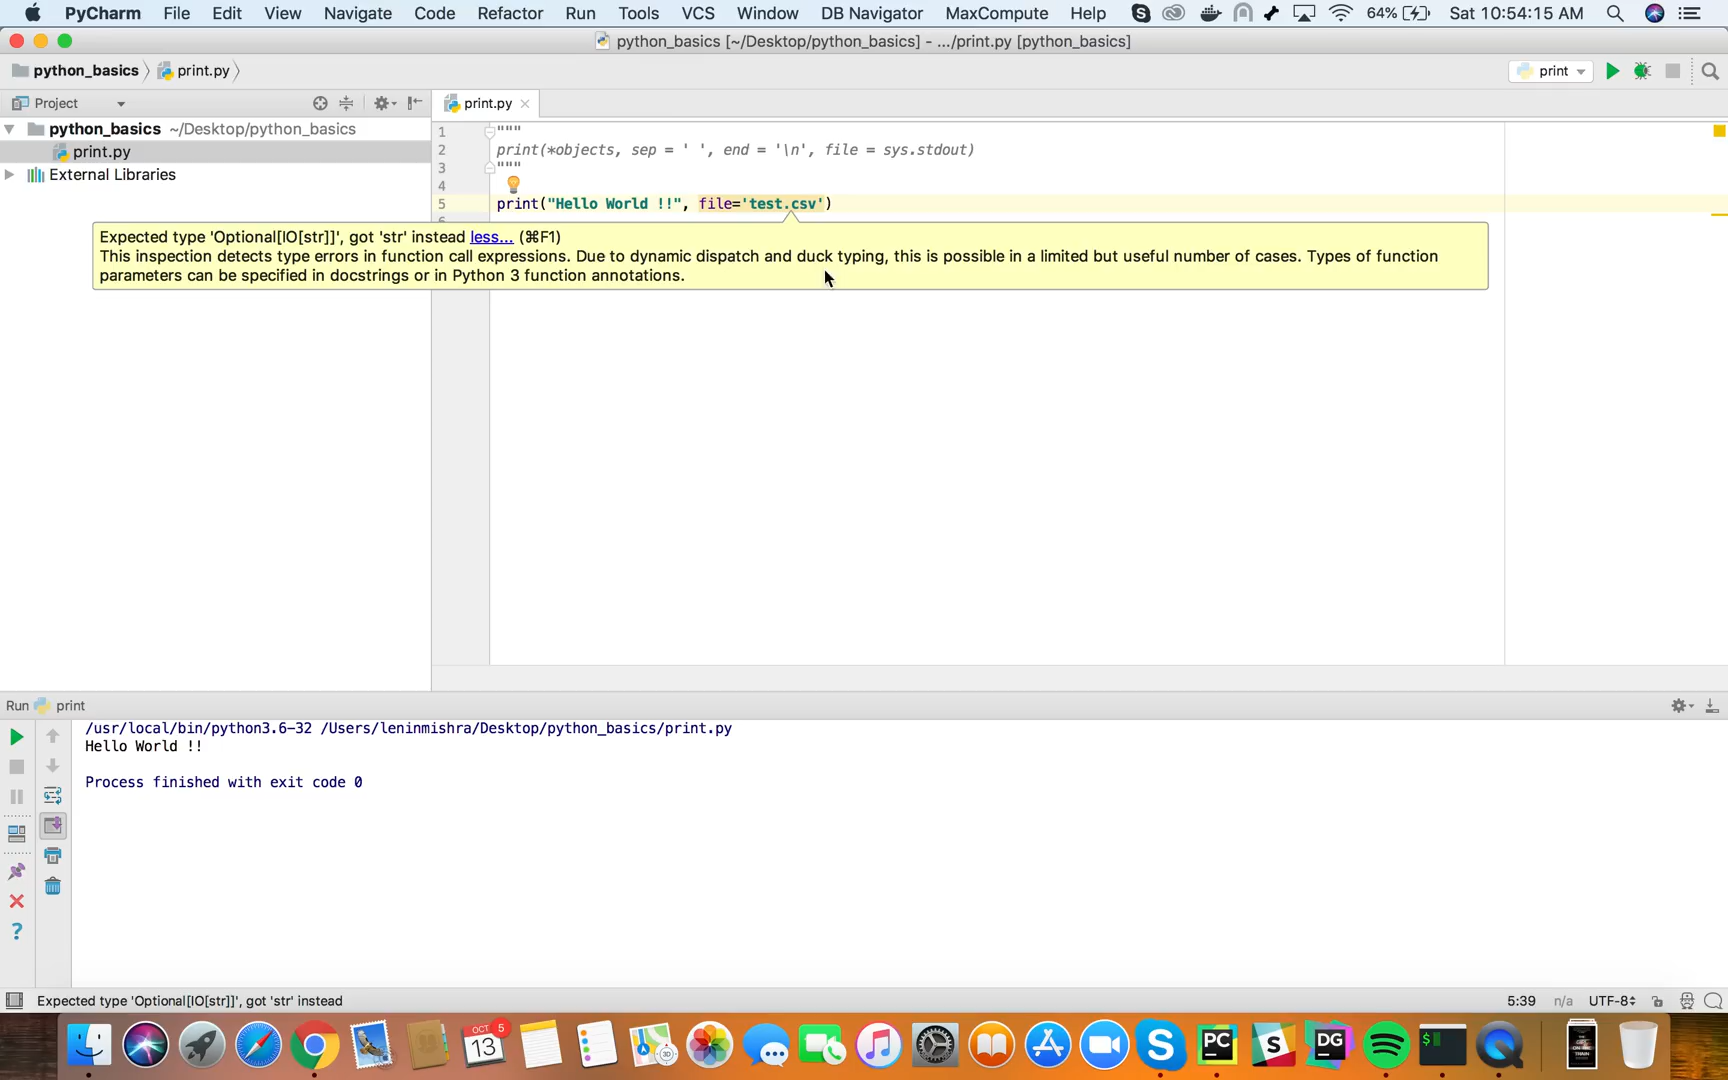 PyCharm File Edit View Navigate Code Refactor Run Tools VCS Window DB Navigator MaxCompute Help 64% Sat 10:54:15 AM
python_basics [~/Desktop/python_basics] - .../print.py [python_basics]
python_basics print.py print
Project print.py
python_basics ~/Desktop/python_basics
print.py
External Libraries
1 """
2 print(*objects, sep = ' ', end = '\n', file = sys.stdout)
3 """
4
5 print("Hello World !!", file='test.csv')
6
Expected type 'Optional[IO[str]]', got 'str' instead less... (⌘F1)
This inspection detects type errors in function call expressions. Due to dynamic dispatch and duck typing, this is possible in a limited but useful number of cases. Types of function
parameters can be specified in docstrings or in Python 3 function annotations.
Run print
/usr/local/bin/python3.6-32 /Users/leninmishra/Desktop/python_basics/print.py
Hello World !!
Process finished with exit code 0
Expected type 'Optional[IO[str]]', got 'str' instead 5:39 n/a UTF-8
OCT 5
13
PC
DG
$